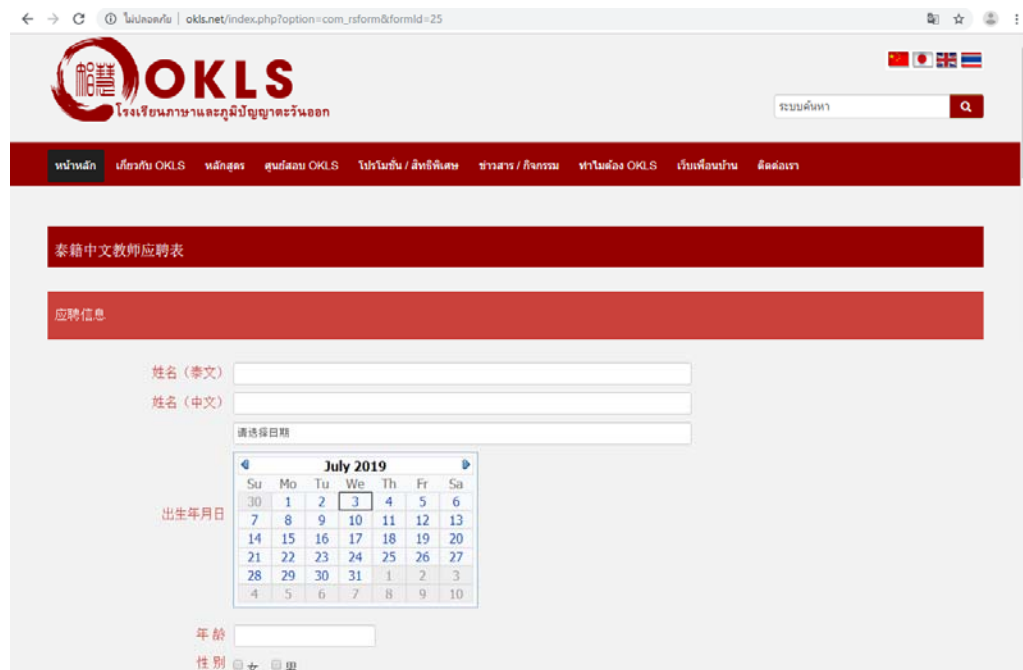 ไม่ปลอดภัย | okls.net/index.php?option=com_rsform&formId=25
OKLS
โรงเรียนภาษาและภูมิปัญญาตะวันออก
ระบบค้นหา
หน้าหลัก เกี่ยวกับ OKLS หลักสูตร ศูนย์สอบ OKLS โปรโมชั่น / สิทธิพิเศษ ข่าวสาร / กิจกรรม ทำไมต้อง OKLS เว็บเพื่อนบ้าน ติดต่อเรา
泰籍中文教师应聘表
应聘信息
姓名（泰文）
姓名（中文）
请选择日期
出生年月日
July 2019
Su Mo Tu We Th Fr Sa
30 1 2 3 4 5 6
7 8 9 10 11 12 13
14 15 16 17 18 19 20
21 22 23 24 25 26 27
28 29 30 31 1 2 3
4 5 6 7 8 9 10
年 龄
性 别 女 男